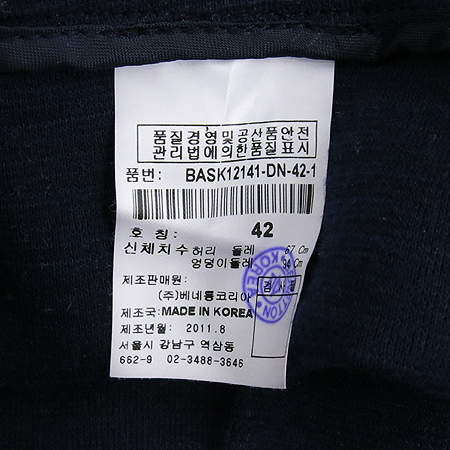 품질경영및공산품안전
관리법에의한품질표시
품번: BASK12141-DN-42-1
호 칭: 42
신체치수 허리 둘레 67 Cm
엉덩이둘레 94 Cm
제조판매원:
(주)베네통코리아
제조국: MADE IN KOREA
제조년월: 2011.8
서울시 강남구 역삼동
662-9 02-3488-3646
검사필
KOREA